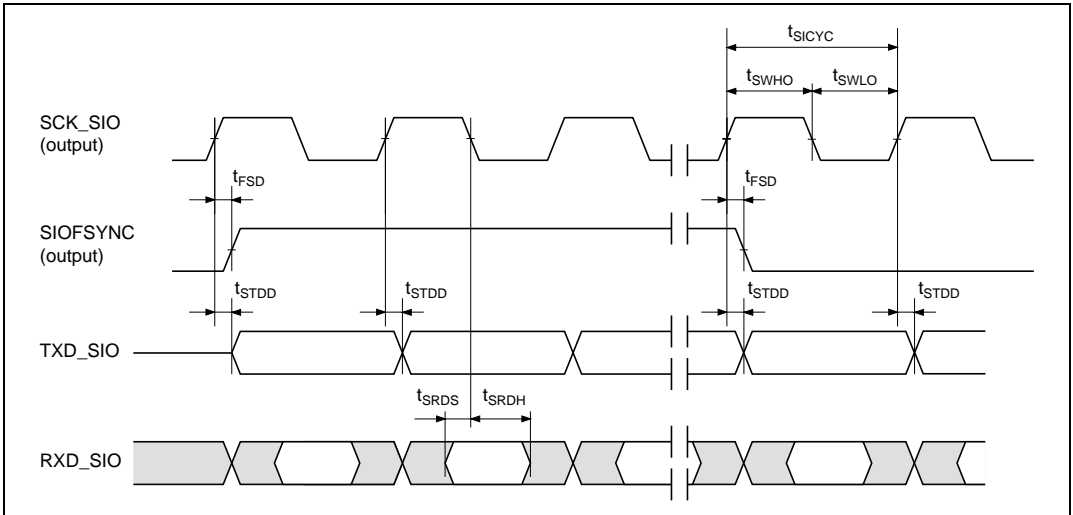 tSICYC
tSWHO tSWLO
SCK_SIO
(output)
tFSD tFSD
SIOFSYNC
(output)
tSTDD tSTDD tSTDD tSTDD
TXD_SIO
tSRDS tSRDH
RXD_SIO